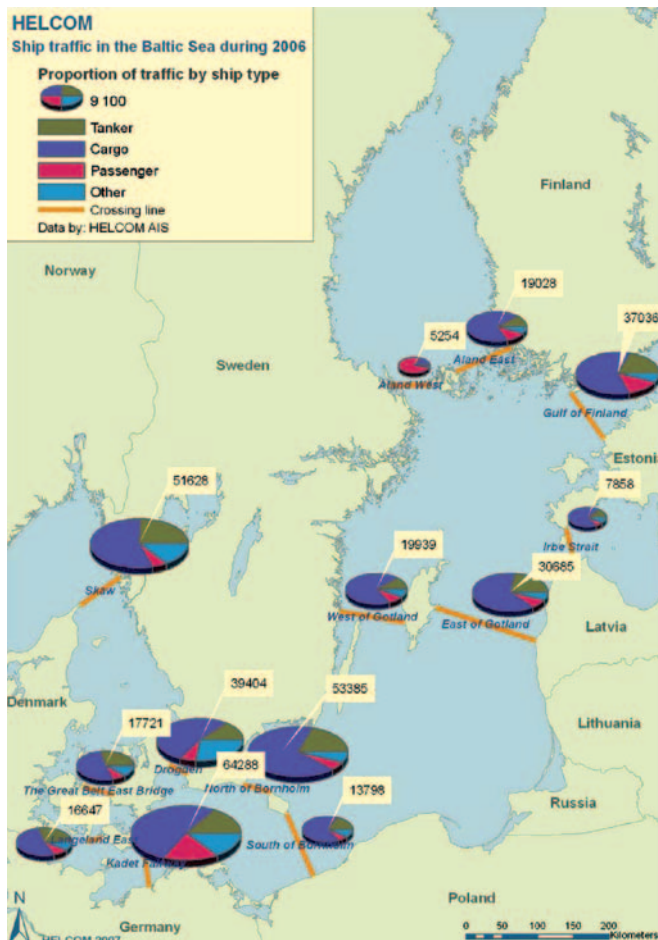 HELCOM
Ship traffic in the Baltic Sea during 2006
Proportion of traffic by ship type
9 100
Tanker
Cargo
Passenger
Other
Crossing line
Data by: HELCOM AIS
Finland
Norway
19028
37036
5254
Aland East
Sweden
Aland West
Gulf of Finland
Estonia
51628
7858
Irbe Strait
19939
30685
Skaw
West of Gotland
East of Gotland
Latvia
Denmark
39404
53385
Lithuania
17721
64288
Drogden
The Great Belt East Bridge
North of Bornholm
13798
Russia
16647
Langeland East
South of Bornholm
Kadet Fairway
N
Poland
Germany
0 50 100 150 200
Kilometers
HELCOM 2007